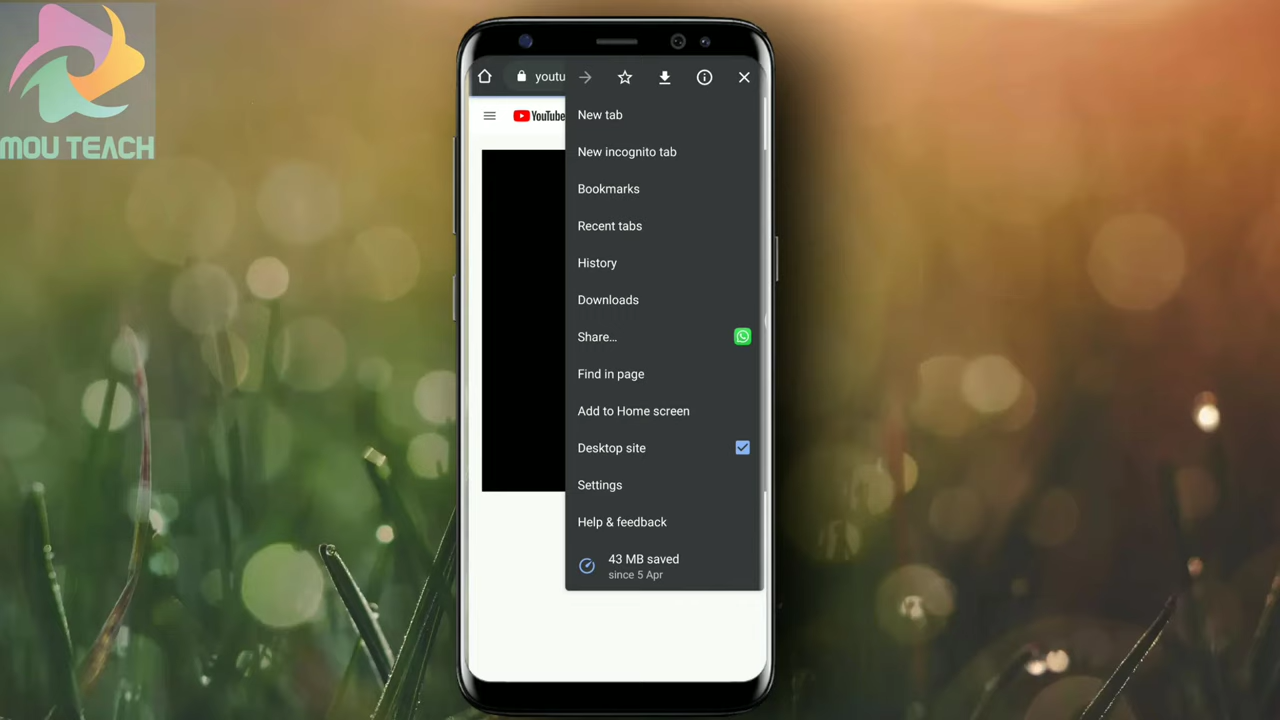 MOU TEACH
youtu
YouTube
New tab
New incognito tab
Bookmarks
Recent tabs
History
Downloads
Share...
Find in page
Add to Home screen
Desktop site
Settings
Help & feedback
43 MB saved
since 5 Apr